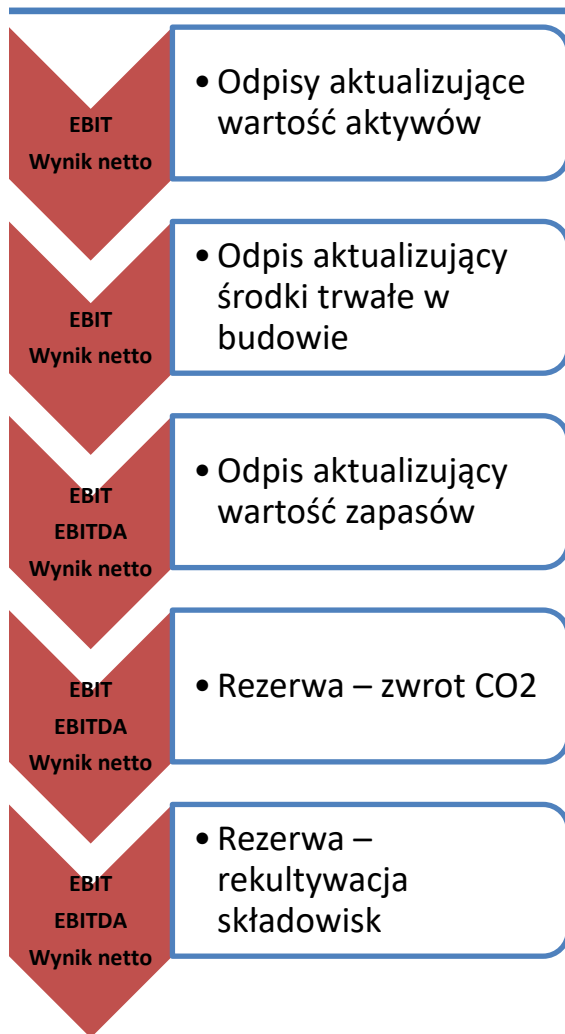 EBIT
Wynik netto
• Odpisy aktualizujące
wartość aktywów
EBIT
Wynik netto
• Odpis aktualizujący
środki trwałe w
budowie
EBIT
EBITDA
Wynik netto
• Odpis aktualizujący
wartość zapasów
EBIT
EBITDA
Wynik netto
• Rezerwa – zwrot CO2
EBIT
EBITDA
Wynik netto
• Rezerwa –
rekultywacja
składowisk